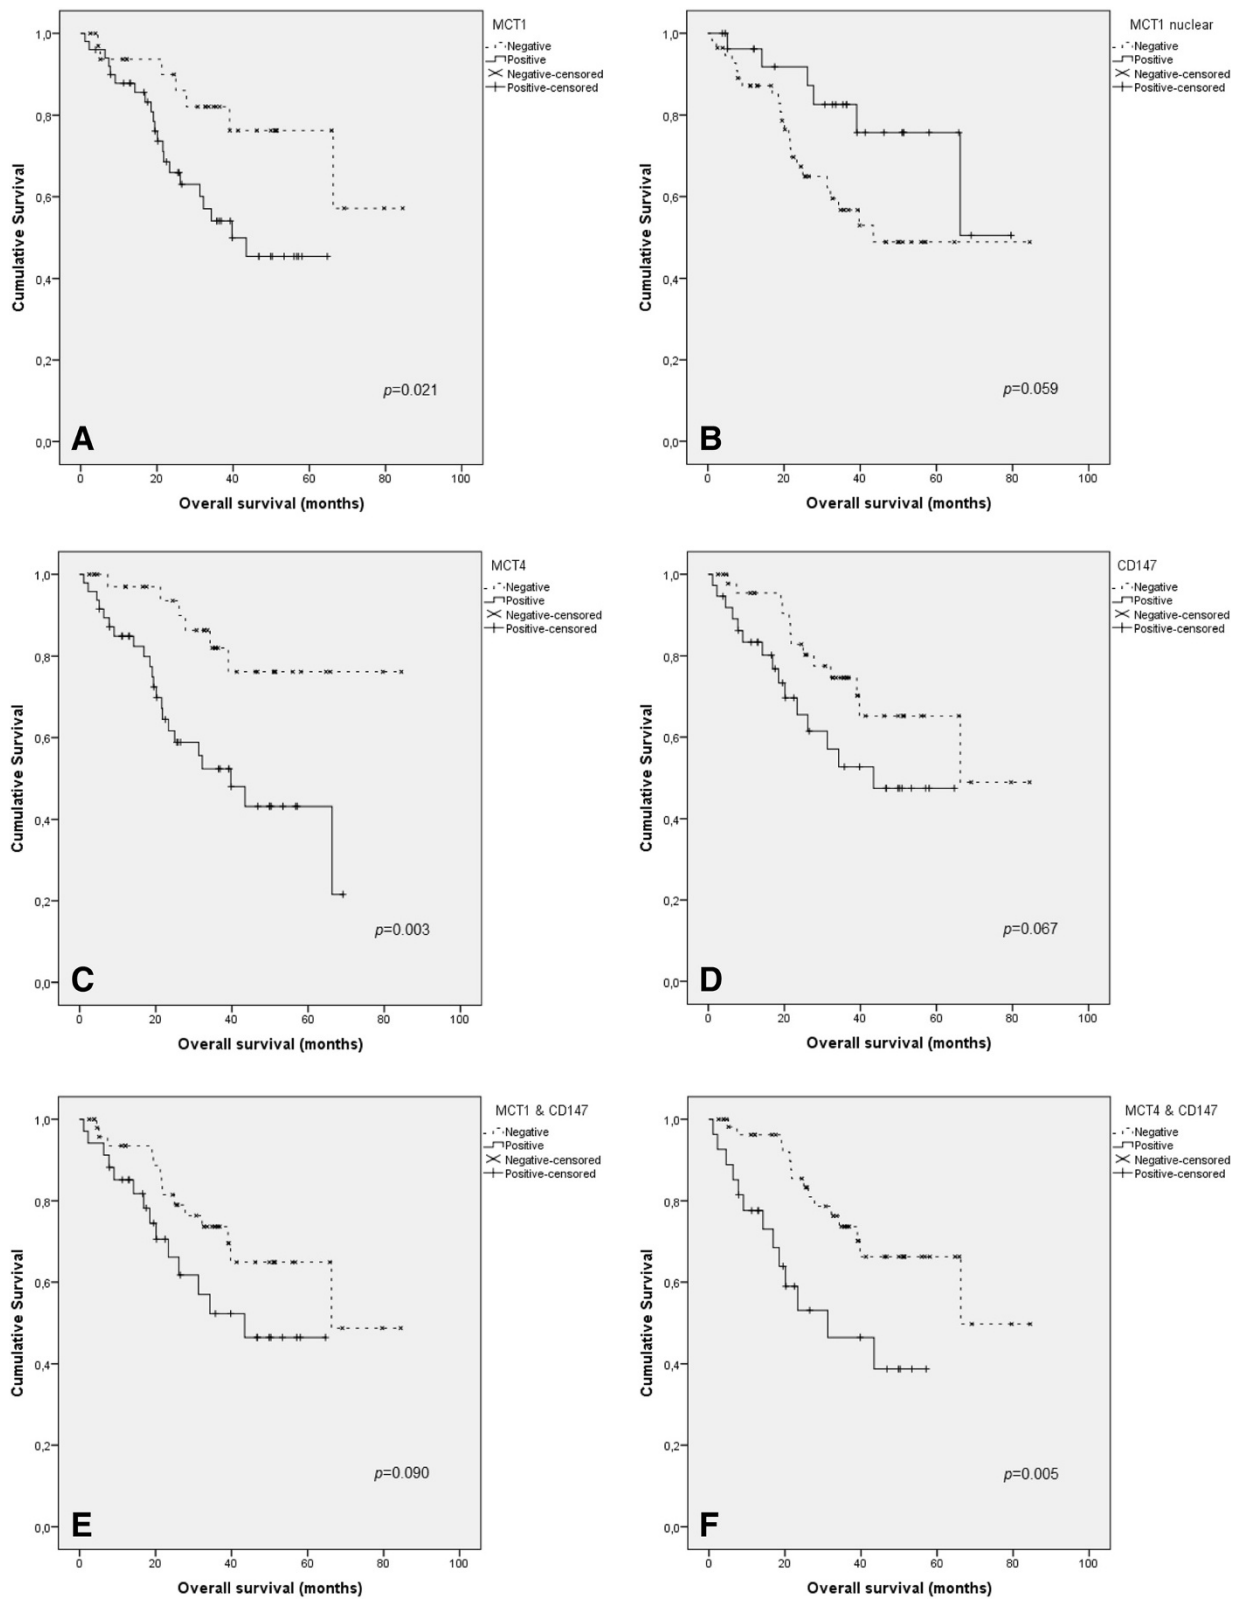 MCT1
Negative
Positive
Negative-censored
Positive-censored
1,0
0,8
0,6
0,4
0,2
0,0
Cumulative Survival
p=0.021
A
0 20 40 60 80 100
Overall survival (months)
MCT1 nuclear
Negative
Positive
Negative-censored
Positive-censored
1,0
0,8
0,6
0,4
0,2
0,0
Cumulative Survival
p=0.059
B
0 20 40 60 80 100
Overall survival (months)
MCT4
Negative
Positive
Negative-censored
Positive-censored
1,0
0,8
0,6
0,4
0,2
0,0
Cumulative Survival
p=0.003
C
0 20 40 60 80 100
Overall survival (months)
CD147
Negative
Positive
Negative-censored
Positive-censored
1,0
0,8
0,6
0,4
0,2
0,0
Cumulative Survival
p=0.067
D
0 20 40 60 80 100
Overall survival (months)
MCT1 & CD147
Negative
Positive
Negative-censored
Positive-censored
1,0
0,8
0,6
0,4
0,2
0,0
Cumulative Survival
p=0.090
E
0 20 40 60 80 100
Overall survival (months)
MCT4 & CD147
Negative
Positive
Negative-censored
Positive-censored
1,0
0,8
0,6
0,4
0,2
0,0
Cumulative Survival
p=0.005
F
0 20 40 60 80 100
Overall survival (months)